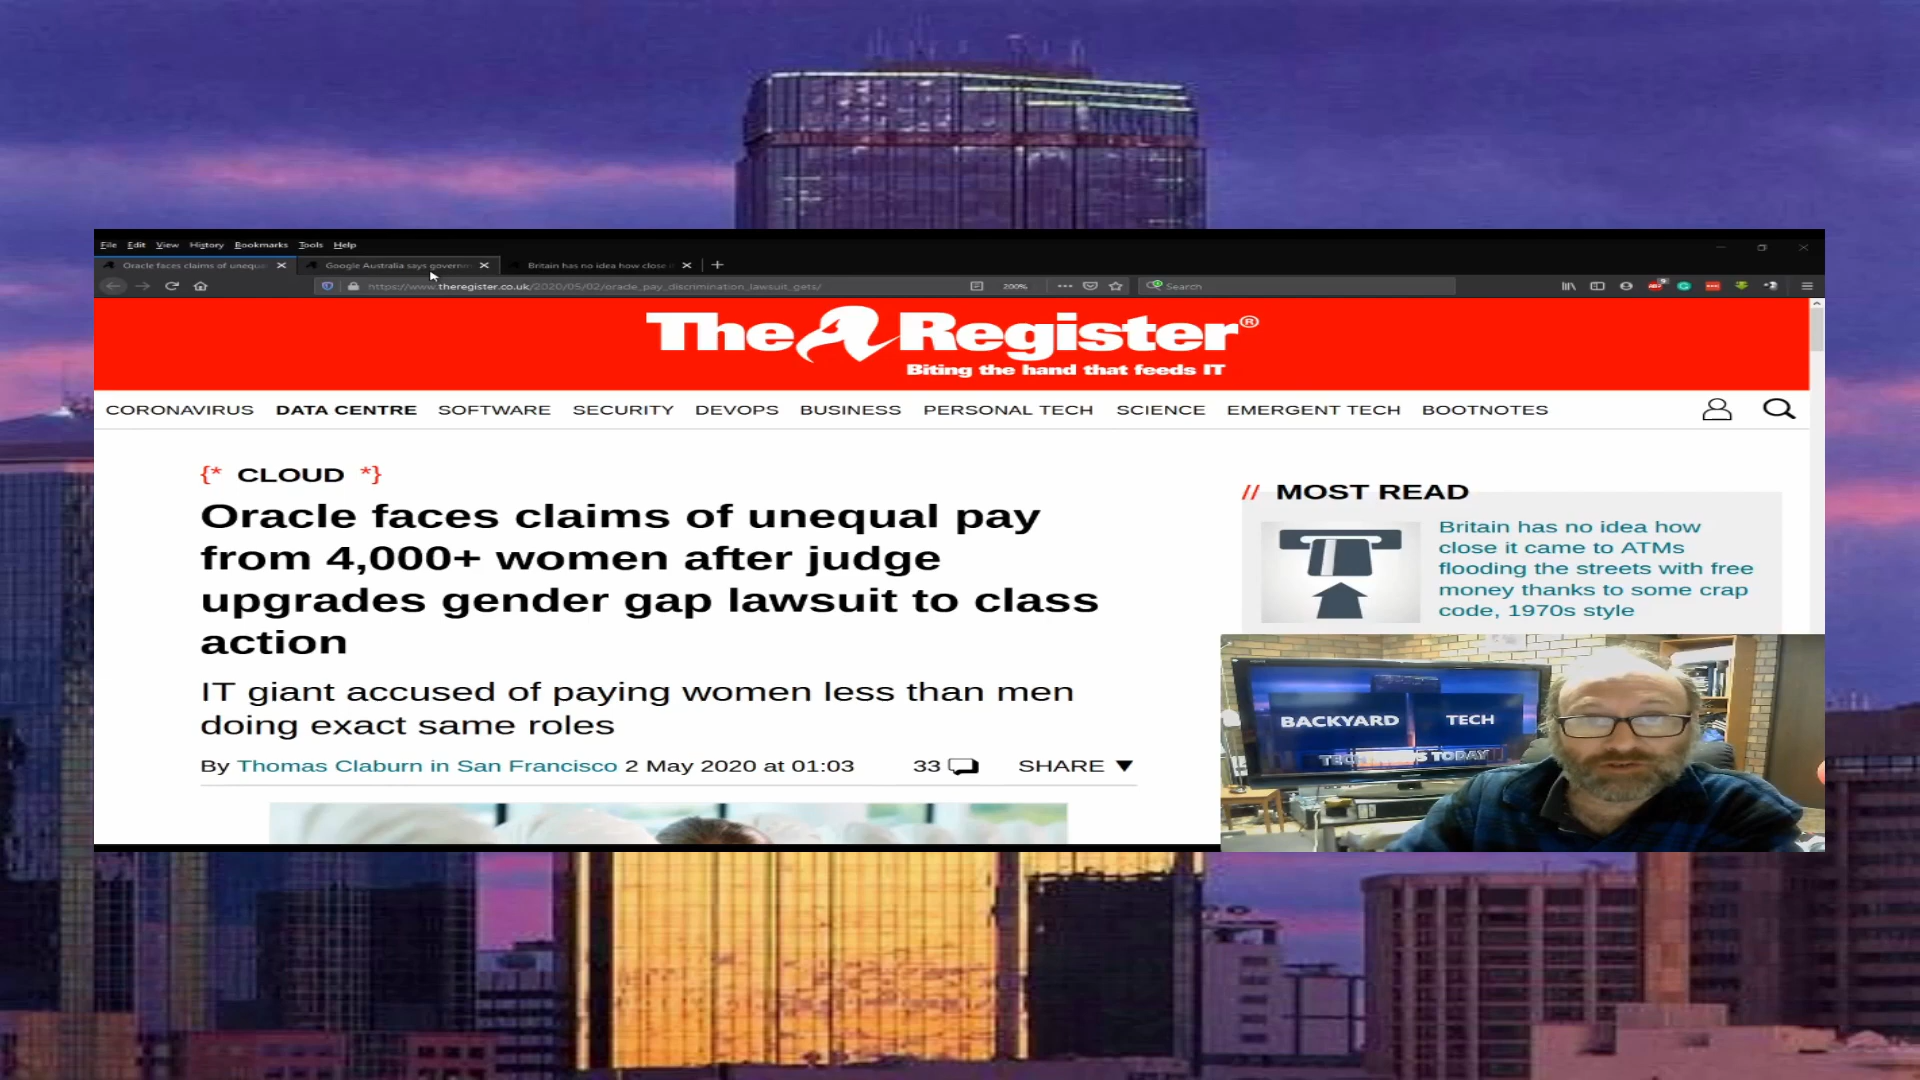 File Edit View History Bookmarks Tools Help
Oracle faces claims of unequ
Google Australia says govern
Britain has no idea how close i
https://www.theregister.co.uk/2020/05/02/oracle_pay_discrimination_lawsuit_gets/
200%
Search
The Register®
Biting the hand that feeds IT
CORONAVIRUS DATA CENTRE SOFTWARE SECURITY DEVOPS BUSINESS PERSONAL TECH SCIENCE EMERGENT TECH BOOTNOTES
{* CLOUD *}
Oracle faces claims of unequal pay
from 4,000+ women after judge
upgrades gender gap lawsuit to class
action
IT giant accused of paying women less than men
doing exact same roles
By Thomas Claburn in San Francisco 2 May 2020 at 01:03 33 SHARE ▼
// MOST READ
Britain has no idea how
close it came to ATMs
flooding the streets with free
money thanks to some crap
code, 1970s style
BACKYARD TECH
TODAY